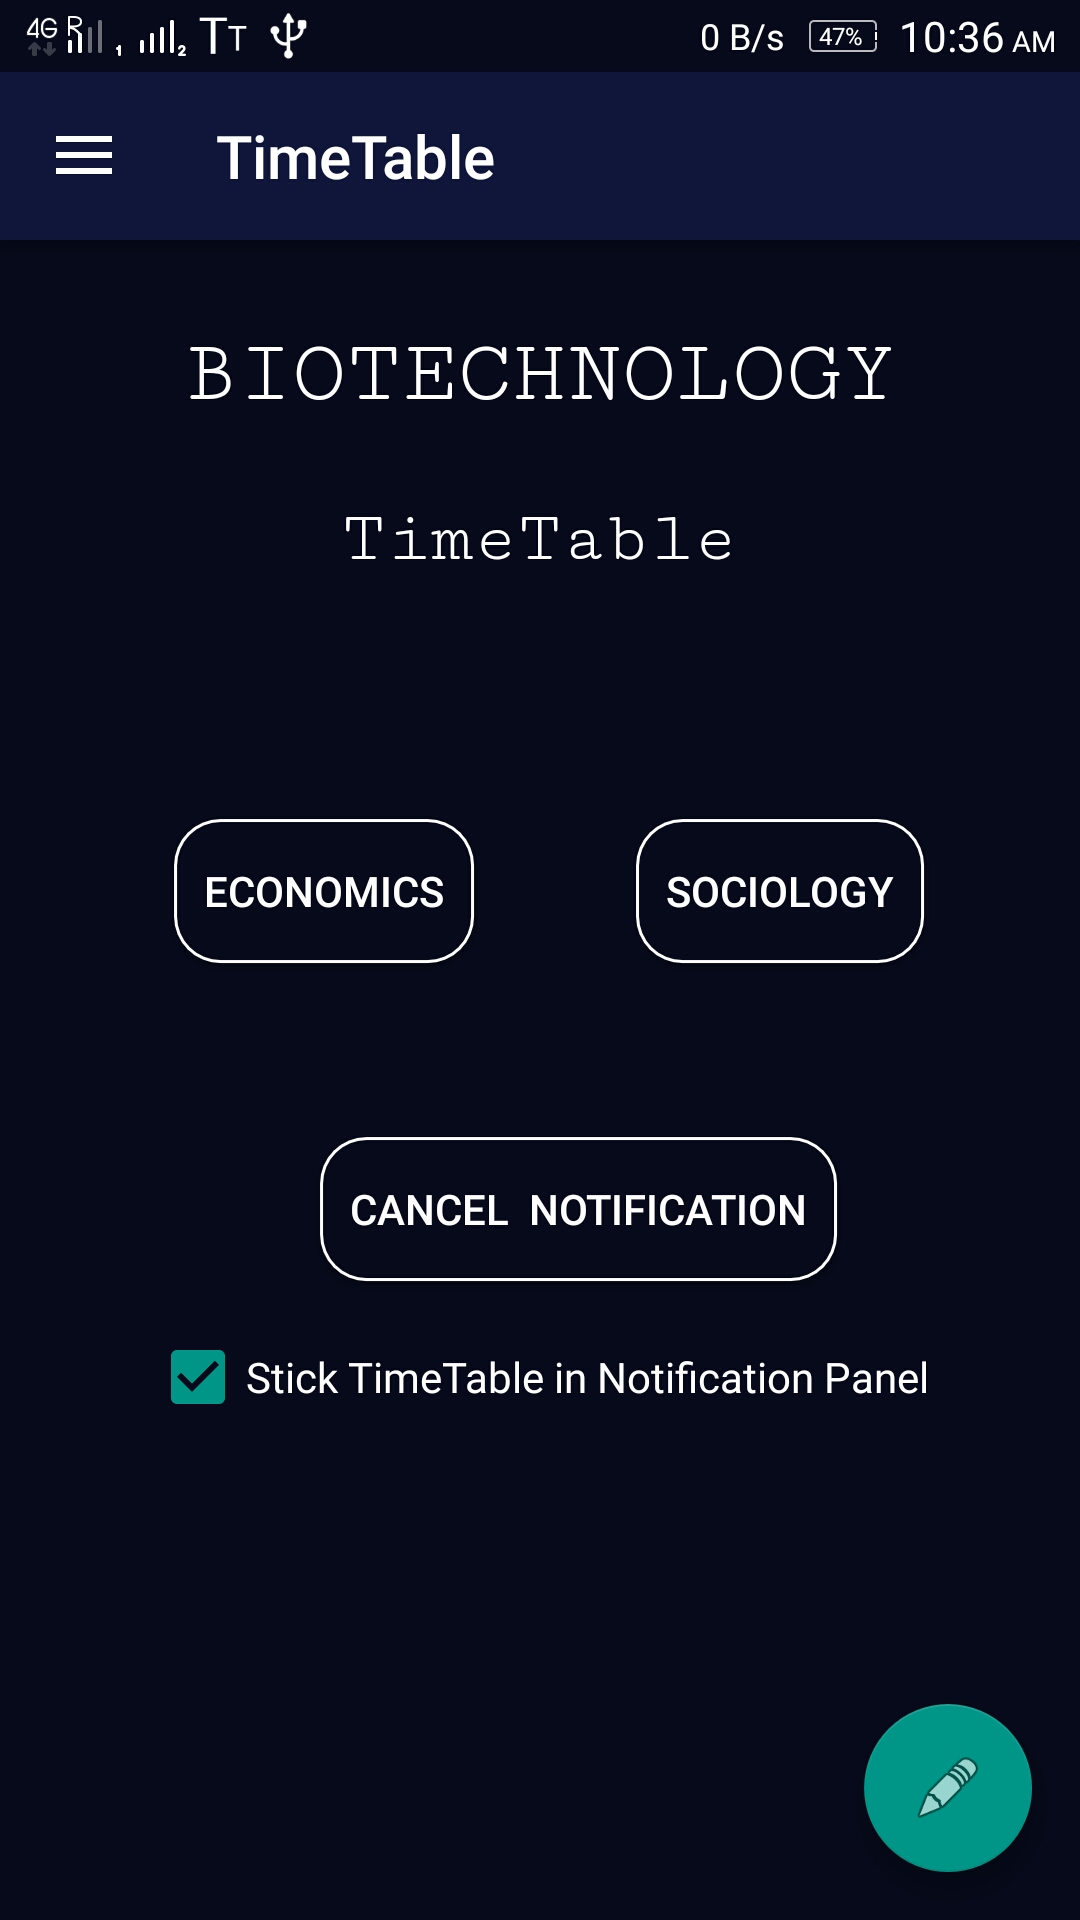 4G R 1 2 TT 0 B/s 47% 10:36 AM
TimeTable
BIOTECHNOLOGY
TimeTable
ECONOMICS SOCIOLOGY
CANCEL NOTIFICATION
Stick TimeTable in Notification Panel